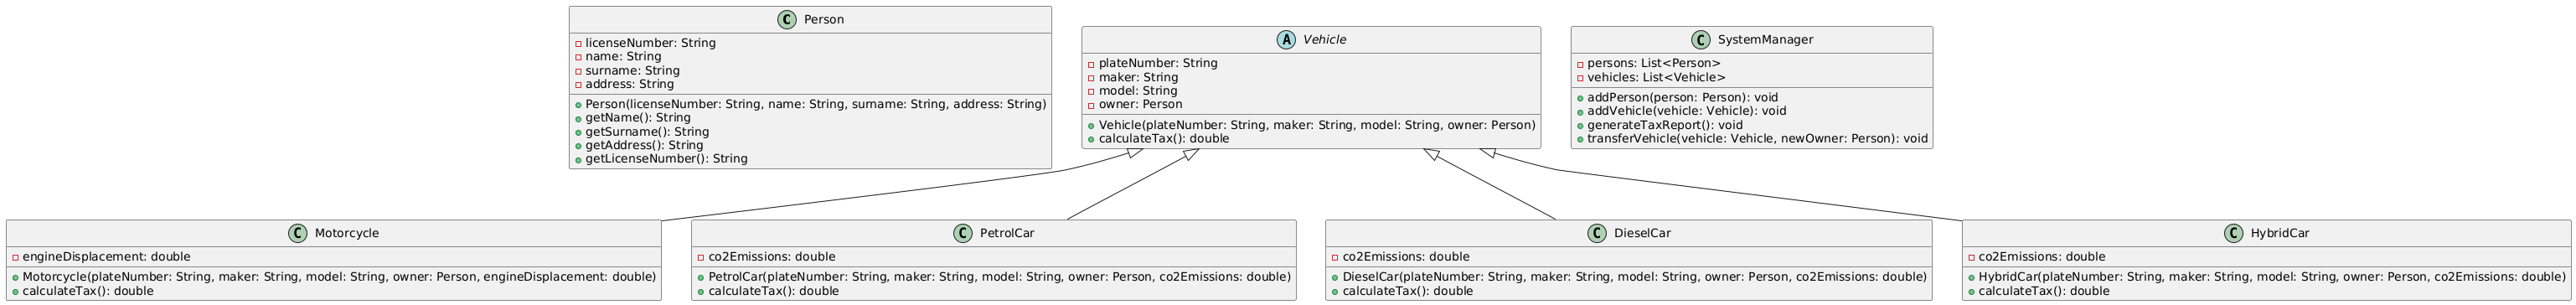 C Person
licenseNumber: String
name: String
surname: String
address: String
Person(licenseNumber: String, name: String, surname: String, address: String)
getName(): String
getSurname(): String
getAddress(): String
getLicenseNumber(): String
A Vehicle
plateNumber: String
maker: String
model: String
owner: Person
Vehicle(plateNumber: String, maker: String, model: String, owner: Person)
calculateTax(): double
C SystemManager
persons: List<Person>
vehicles: List<Vehicle>
addPerson(person: Person): void
addVehicle(vehicle: Vehicle): void
generateTaxReport(): void
transferVehicle(vehicle: Vehicle, newOwner: Person): void
C Motorcycle
engineDisplacement: double
Motorcycle(plateNumber: String, maker: String, model: String, owner: Person, engineDisplacement: double)
calculateTax(): double
C PetrolCar
co2Emissions: double
PetrolCar(plateNumber: String, maker: String, model: String, owner: Person, co2Emissions: double)
calculateTax(): double
C DieselCar
co2Emissions: double
DieselCar(plateNumber: String, maker: String, model: String, owner: Person, co2Emissions: double)
calculateTax(): double
C HybridCar
co2Emissions: double
HybridCar(plateNumber: String, maker: String, model: String, owner: Person, co2Emissions: double)
calculateTax(): double